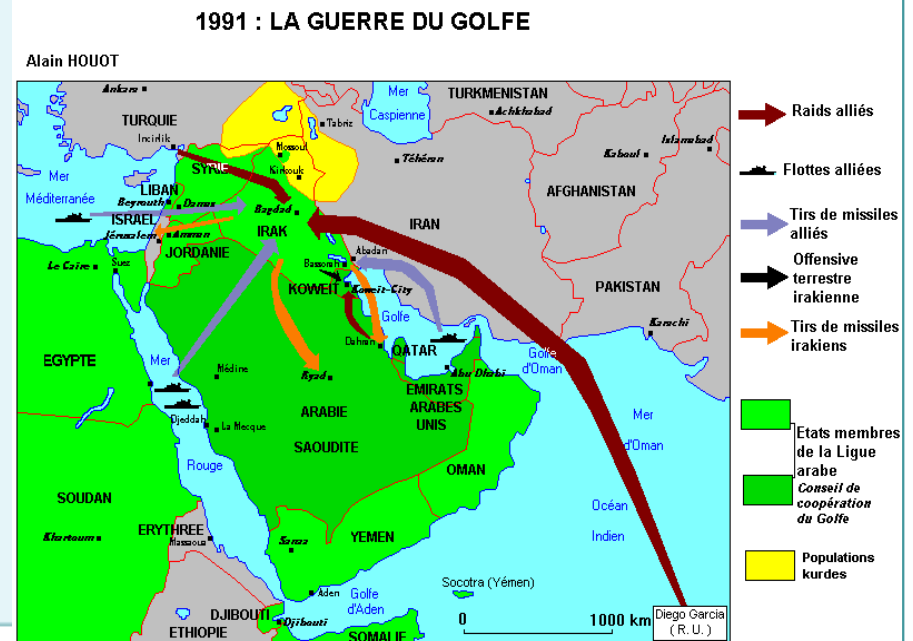 1991 : LA GUERRE DU GOLFE
Alain HOUOT
Ankara
TURQUIE
Incirlik
Mer
Caspienne
TURKMENISTAN
Achkhabad
Tabriz
Mossoul
Kirkouk
Téhéran
Kaboul
Islamabad
AFGHANISTAN
SYRIE
Mer
Méditerranée
LIBAN
Beyrouth
Damas
ISRAEL
Jérusalem
Amman
JORDANIE
Bagdad
IRAK
IRAN
Abadan
Bassorah
KOWEIT
Koweit-City
Le Caire
Suez
PAKISTAN
Karachi
Golfe
Dahran
QATAR
Golfe
d'Oman
Abu Dhabi
EMIRATS
ARABES
UNIS
EGYPTE
Mer
Médine
Ryad
ARABIE
SAOUDITE
Djeddah
La Mecque
Rouge
OMAN
Mer
d'Oman
Océan
Indien
SOUDAN
Khartoum
ERYTHREE
Massaoua
YEMEN
Sanaa
Aden
Golfe
d'Aden
Socotra (Yémen)
DJIBOUTI
Djibouti
ETHIOPIE
SOMALIE
0
1000 km
Diego Garcia
( R. U. )
Raids alliés
Flottes alliées
Tirs de missiles
alliés
Offensive
terrestre
irakienne
Tirs de missiles
irakiens
Etats membres
de la Ligue
arabe
Conseil de
coopération
du Golfe
Populations
kurdes